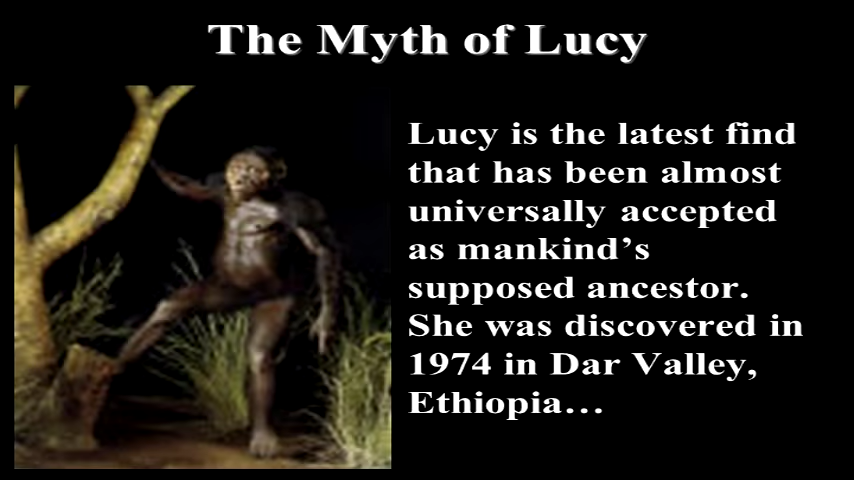 The Myth of Lucy
Lucy is the latest find
that has been almost
universally accepted
as mankind’s
supposed ancestor.
She was discovered in
1974 in Dar Valley,
Ethiopia…